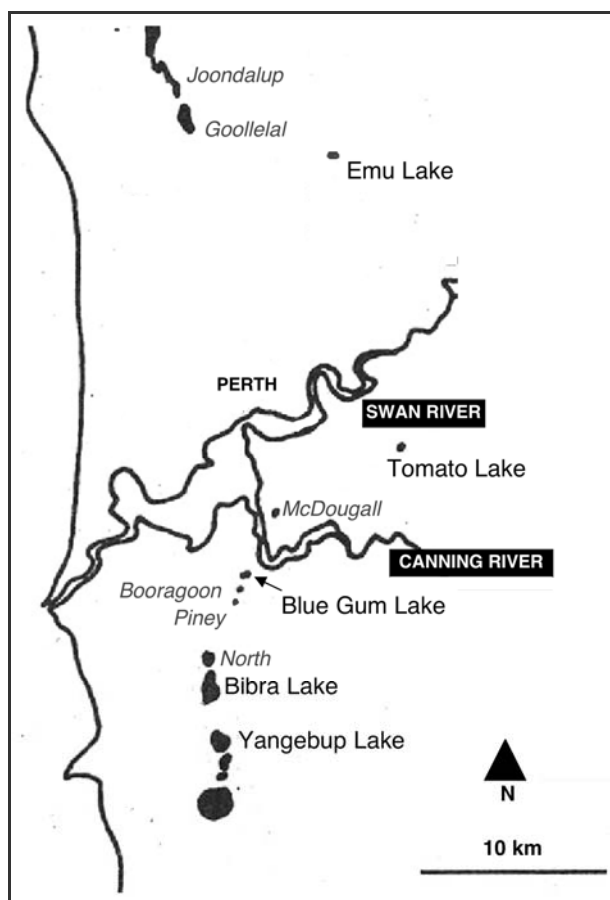 Joondalup
Goollelal
Emu Lake
PERTH
SWAN RIVER
Tomato Lake
McDougall
CANNING RIVER
Booragoon
Piney
Blue Gum Lake
North
Bibra Lake
Yangebup Lake
N
10 km